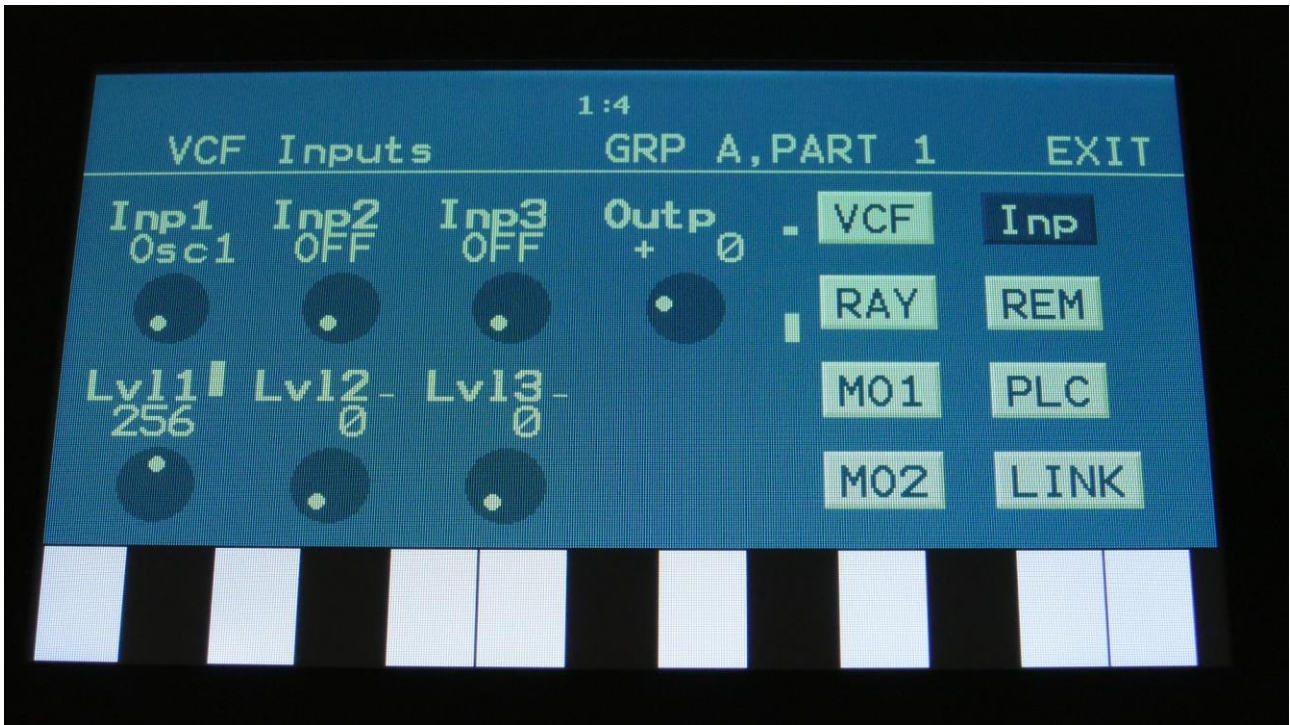 1:4
VCF Inputs GRP A,PART 1 EXIT
Inp1 Inp2 Inp3 Outp VCF Inp
Osc1 OFF OFF + 0
RAY REM
Lvl1 Lvl2 Lvl3 MO1 PLC
256 0 0
MO2 LINK